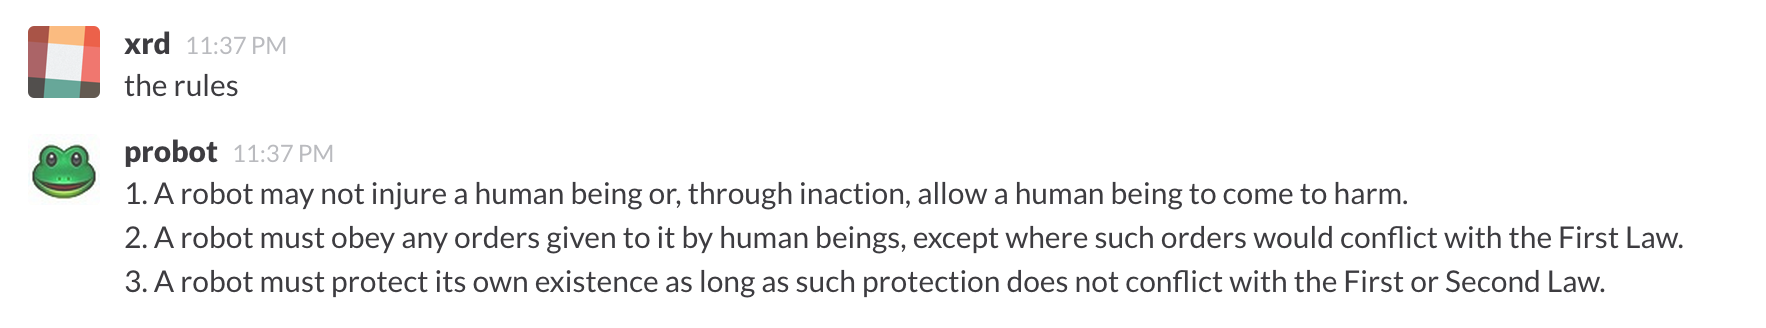 xrd 11:37 PM
the rules
probot 11:37 PM
1. A robot may not injure a human being or, through inaction, allow a human being to come to harm.
2. A robot must obey any orders given to it by human beings, except where such orders would conflict with the First Law.
3. A robot must protect its own existence as long as such protection does not conflict with the First or Second Law.